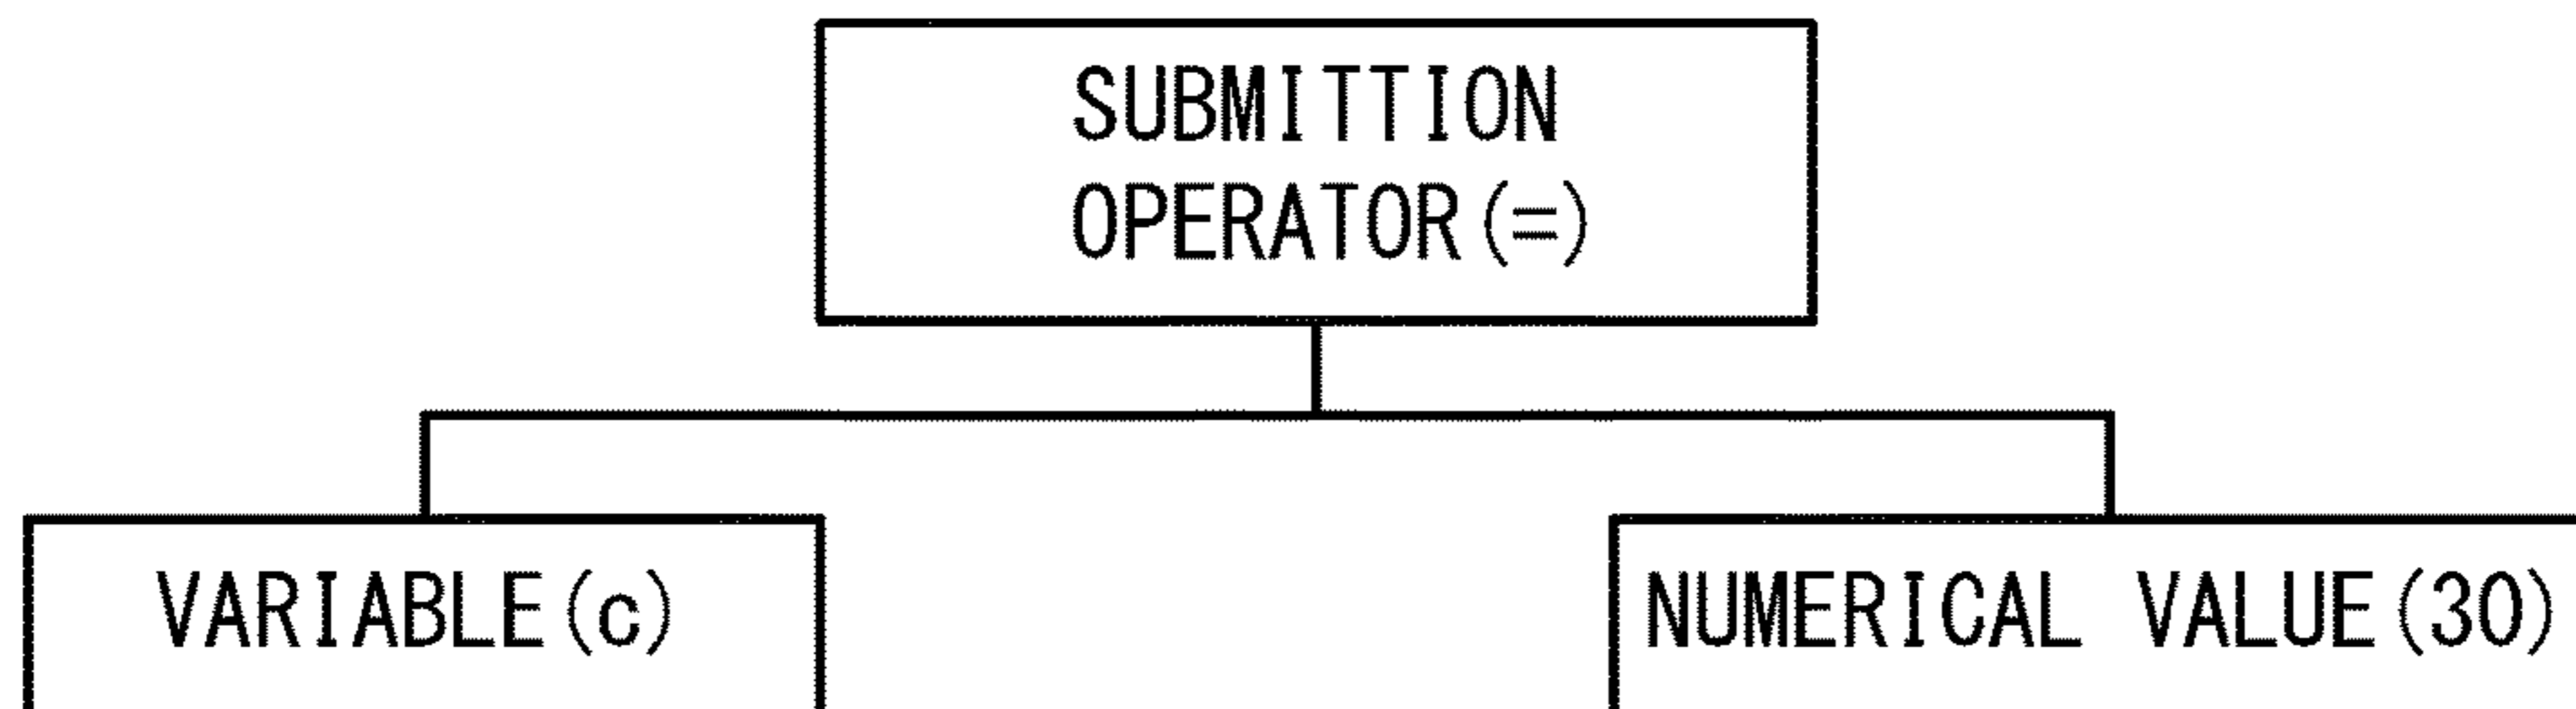 SUBMITTION
OPERATOR(=)
VARIABLE(c)
NUMERICAL VALUE(30)